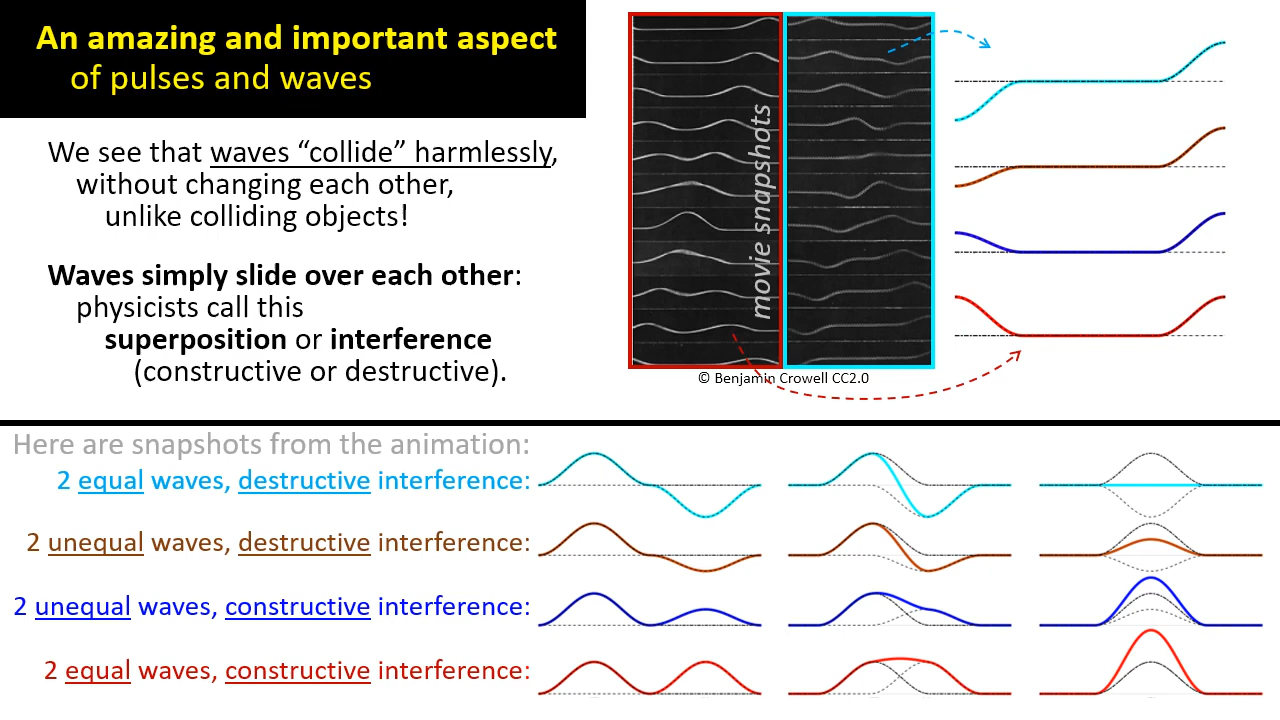 An amazing and important aspect
of pulses and waves
We see that waves “collide” harmlessly,
without changing each other,
unlike colliding objects!
Waves simply slide over each other:
physicists call this
superposition or interference
(constructive or destructive).
movie snapshots
© Benjamin Crowell CC2.0
Here are snapshots from the animation:
2 equal waves, destructive interference:
2 unequal waves, destructive interference:
2 unequal waves, constructive interference:
2 equal waves, constructive interference: